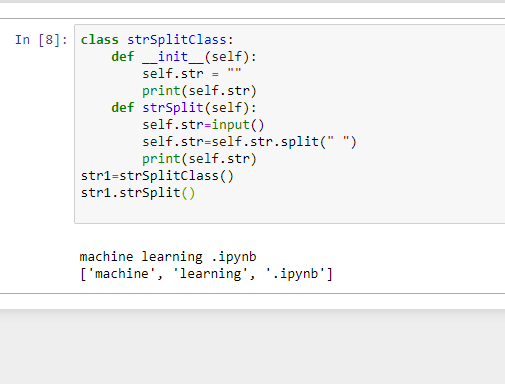 In [8]: class strSplitClass:
    def __init__(self):
        self.str = ""
        print(self.str)
    def strSplit(self):
        self.str=input()
        self.str=self.str.split(" ")
        print(self.str)
str1=strSplitClass()
str1.strSplit()
machine learning .ipynb
['machine', 'learning', '.ipynb']